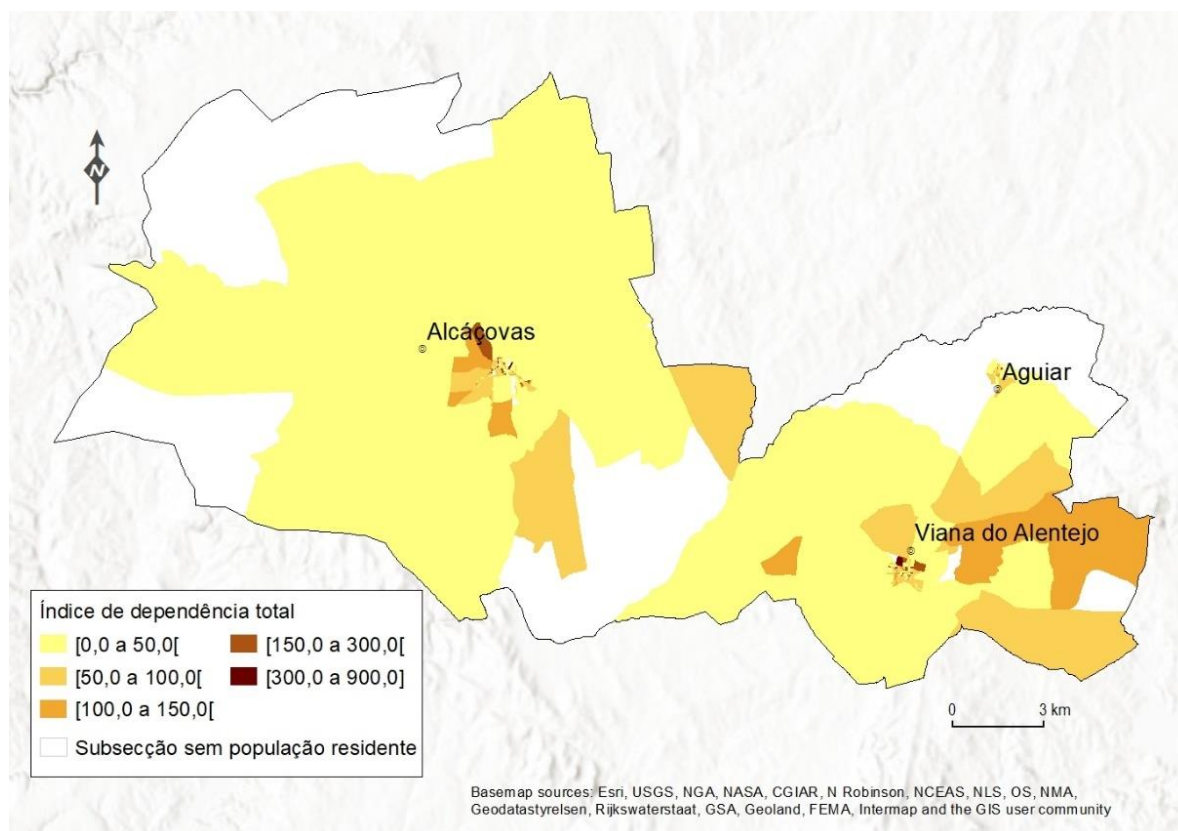 N
Alcáçovas
Aguiar
Viana do Alentejo
Índice de dependência total
[0,0 a 50,0[
[50,0 a 100,0[
[100,0 a 150,0[
[150,0 a 300,0[
[300,0 a 900,0]
Subsecção sem população residente
0 3 km
Basemap sources: Esri, USGS, NGA, NASA, CGIAR, N Robinson, NCEAS, NLS, OS, NMA,
Geodatastyrelsen, Rijkswaterstaat, GSA, Geoland, FEMA, Intermap and the GIS user community